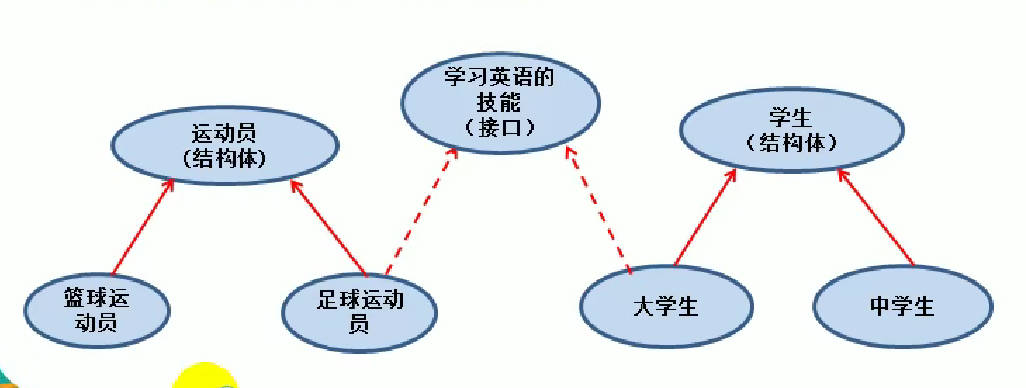 学习英语的
技能
（接口）
运动员
(结构体)
学生
（结构体）
篮球运
动员
足球运动
员
大学生
中学生